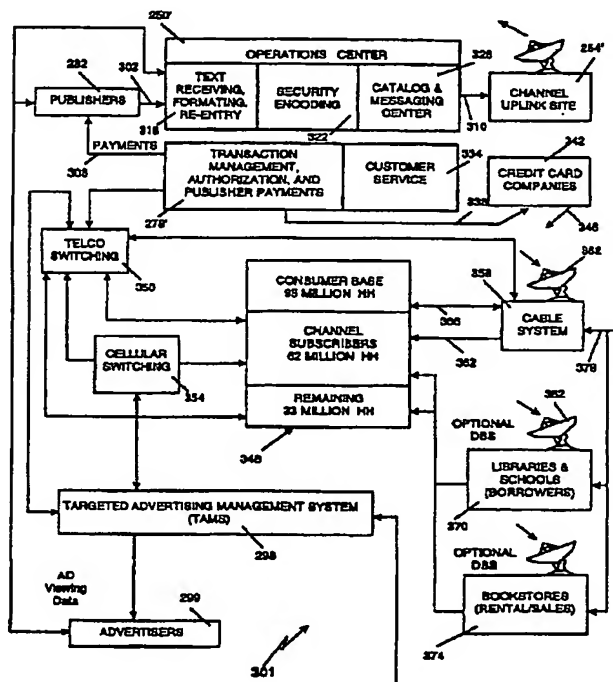 250'
OPERATIONS CENTER
326
254'
282
302
TEXT
RECEIVING,
FORMATING,
RE-ENTRY
SECURITY
ENCODING
CATALOG &
MESSAGING
CENTER
CHANNEL
UPLINK SITE
PUBLISHERS
318
322
310
PAYMENTS
308
334
342
TRANSACTION
MANAGEMENT,
AUTHORIZATION, AND
PUBLISHER PAYMENTS
CUSTOMER
SERVICE
CREDIT CARD
COMPANIES
278'
338
346
TELCO
SWITCHING
350
362
358
CONSUMER BASE
95 MILLION HH
366
CABLE
SYSTEM
CHANNEL
SUBSCRIBERS
62 MILLION HH
362
378
CELLULAR
SWITCHING
354
REMAINING
33 MILLION HH
348
OPTIONAL
DBS
382
LIBRARIES &
SCHOOLS
(BORROWERS)
370
TARGETED ADVERTISING MANAGEMENT SYSTEM
(TAMS)
298
OPTIONAL
DBS
AD
Viewing
Data
299
BOOKSTORES
(RENTAL/SALES)
374
ADVERTISERS
301